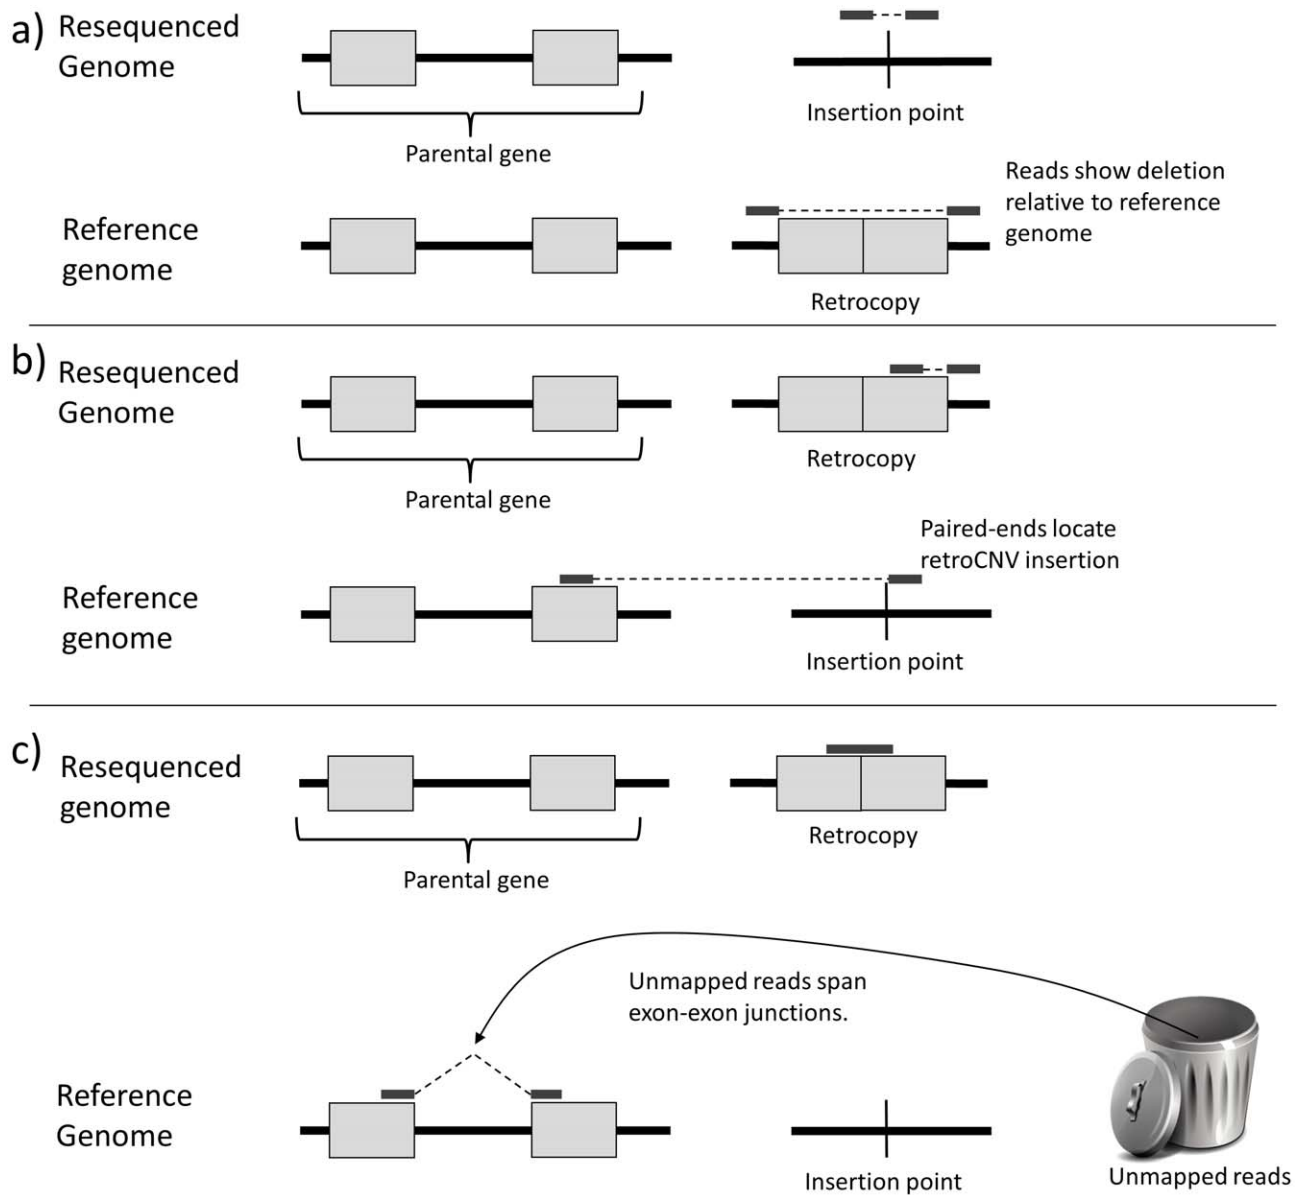 a)
Resequenced
Genome
Insertion point
Parental gene
Reads show deletion
relative to reference
genome
Reference
genome
Retrocopy
b)
Resequenced
Genome
Retrocopy
Parental gene
Paired-ends locate
retroCNV insertion
Reference
genome
Insertion point
c)
Resequenced
genome
Retrocopy
Parental gene
Unmapped reads span
exon-exon junctions.
Reference
Genome
Insertion point
Unmapped reads